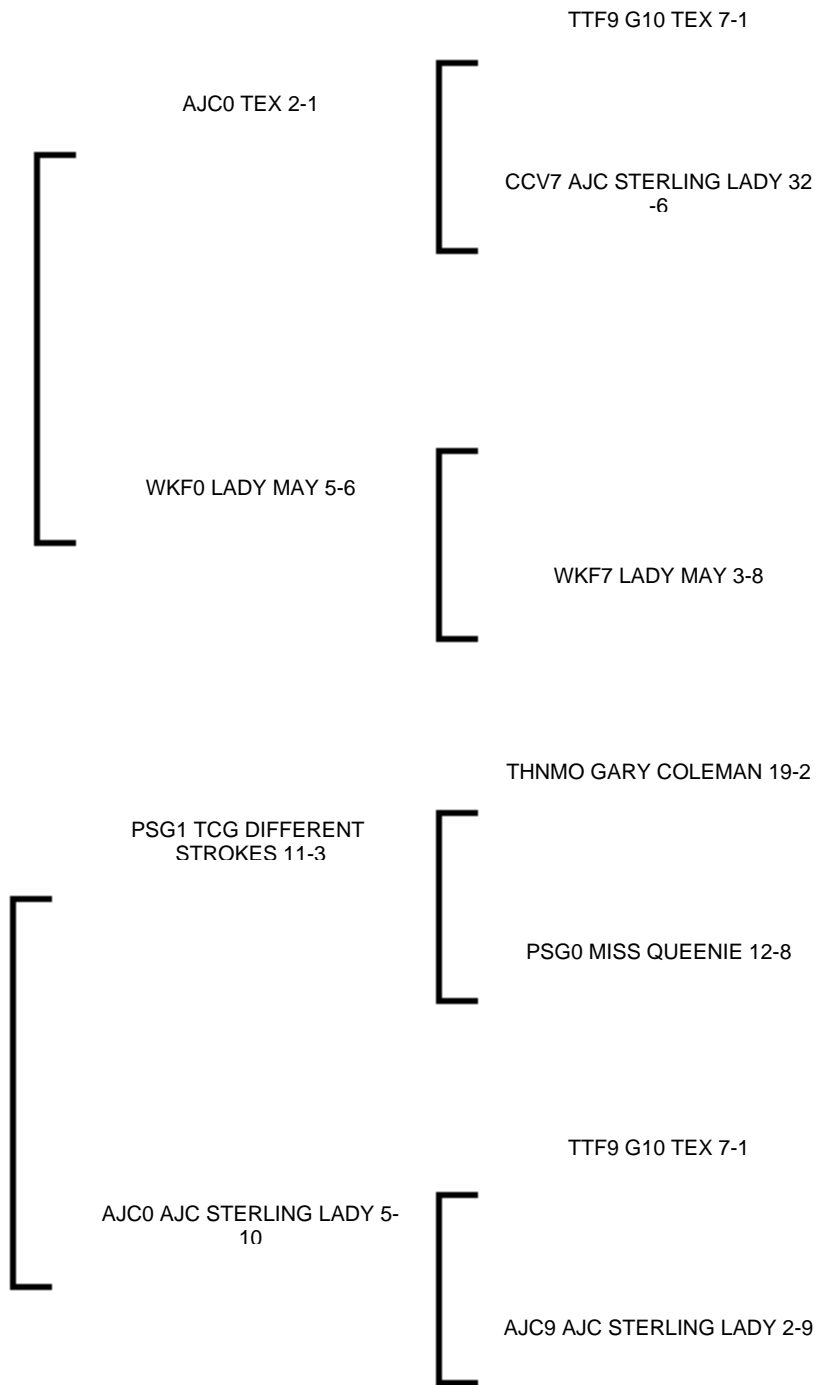 TTF9 G10 TEX 7-1
AJC0 TEX 2-1
CCV7 AJC STERLING LADY 32
-6
WKF0 LADY MAY 5-6
WKF7 LADY MAY 3-8
THNMO GARY COLEMAN 19-2
PSG1 TCG DIFFERENT
STROKES 11-3
PSG0 MISS QUEENIE 12-8
TTF9 G10 TEX 7-1
AJC0 AJC STERLING LADY 5-
10
AJC9 AJC STERLING LADY 2-9